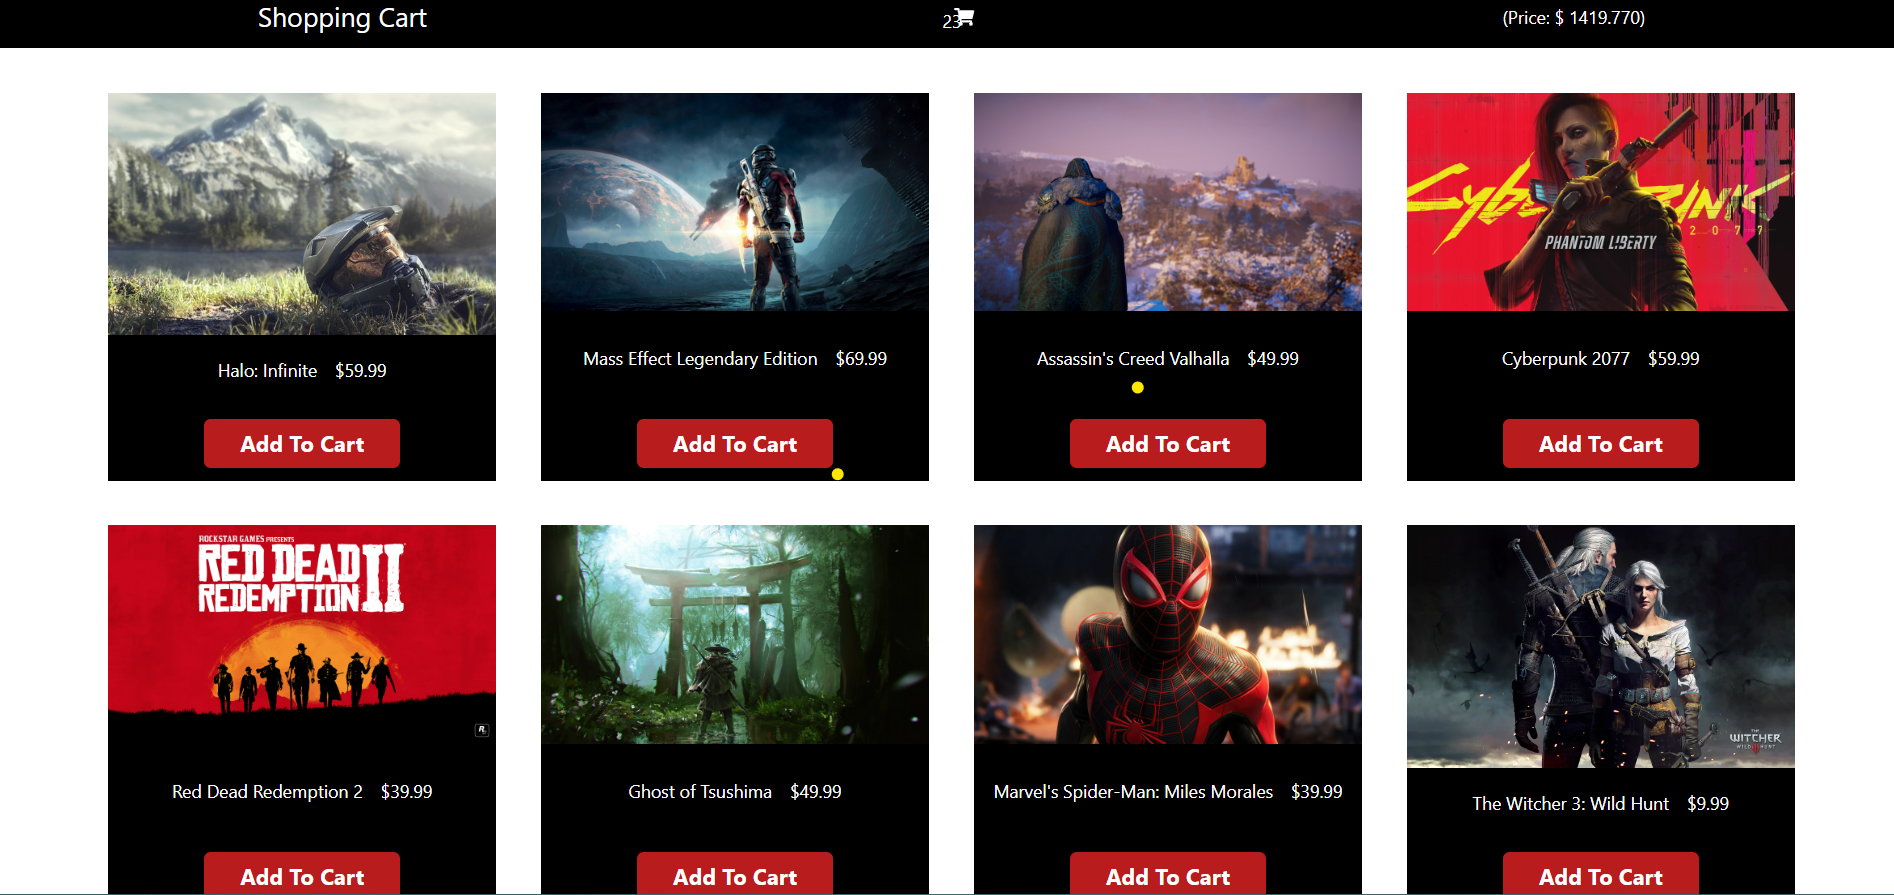 Shopping Cart
23
(Price: $ 1419.770)
CYBERPUNK
2077
PHANTOM LIBERTY
Halo: Infinite $59.99
Mass Effect Legendary Edition $69.99
Assassin's Creed Valhalla $49.99
Cyberpunk 2077 $59.99
Add To Cart
Add To Cart
Add To Cart
Add To Cart
ROCKSTAR GAMES PRESENTS
RED DEAD
REDEMPTION II
R
THE
WITCHER
WILD HUNT
Red Dead Redemption 2 $39.99
Ghost of Tsushima $49.99
Marvel's Spider-Man: Miles Morales $39.99
The Witcher 3: Wild Hunt $9.99
Add To Cart
Add To Cart
Add To Cart
Add To Cart